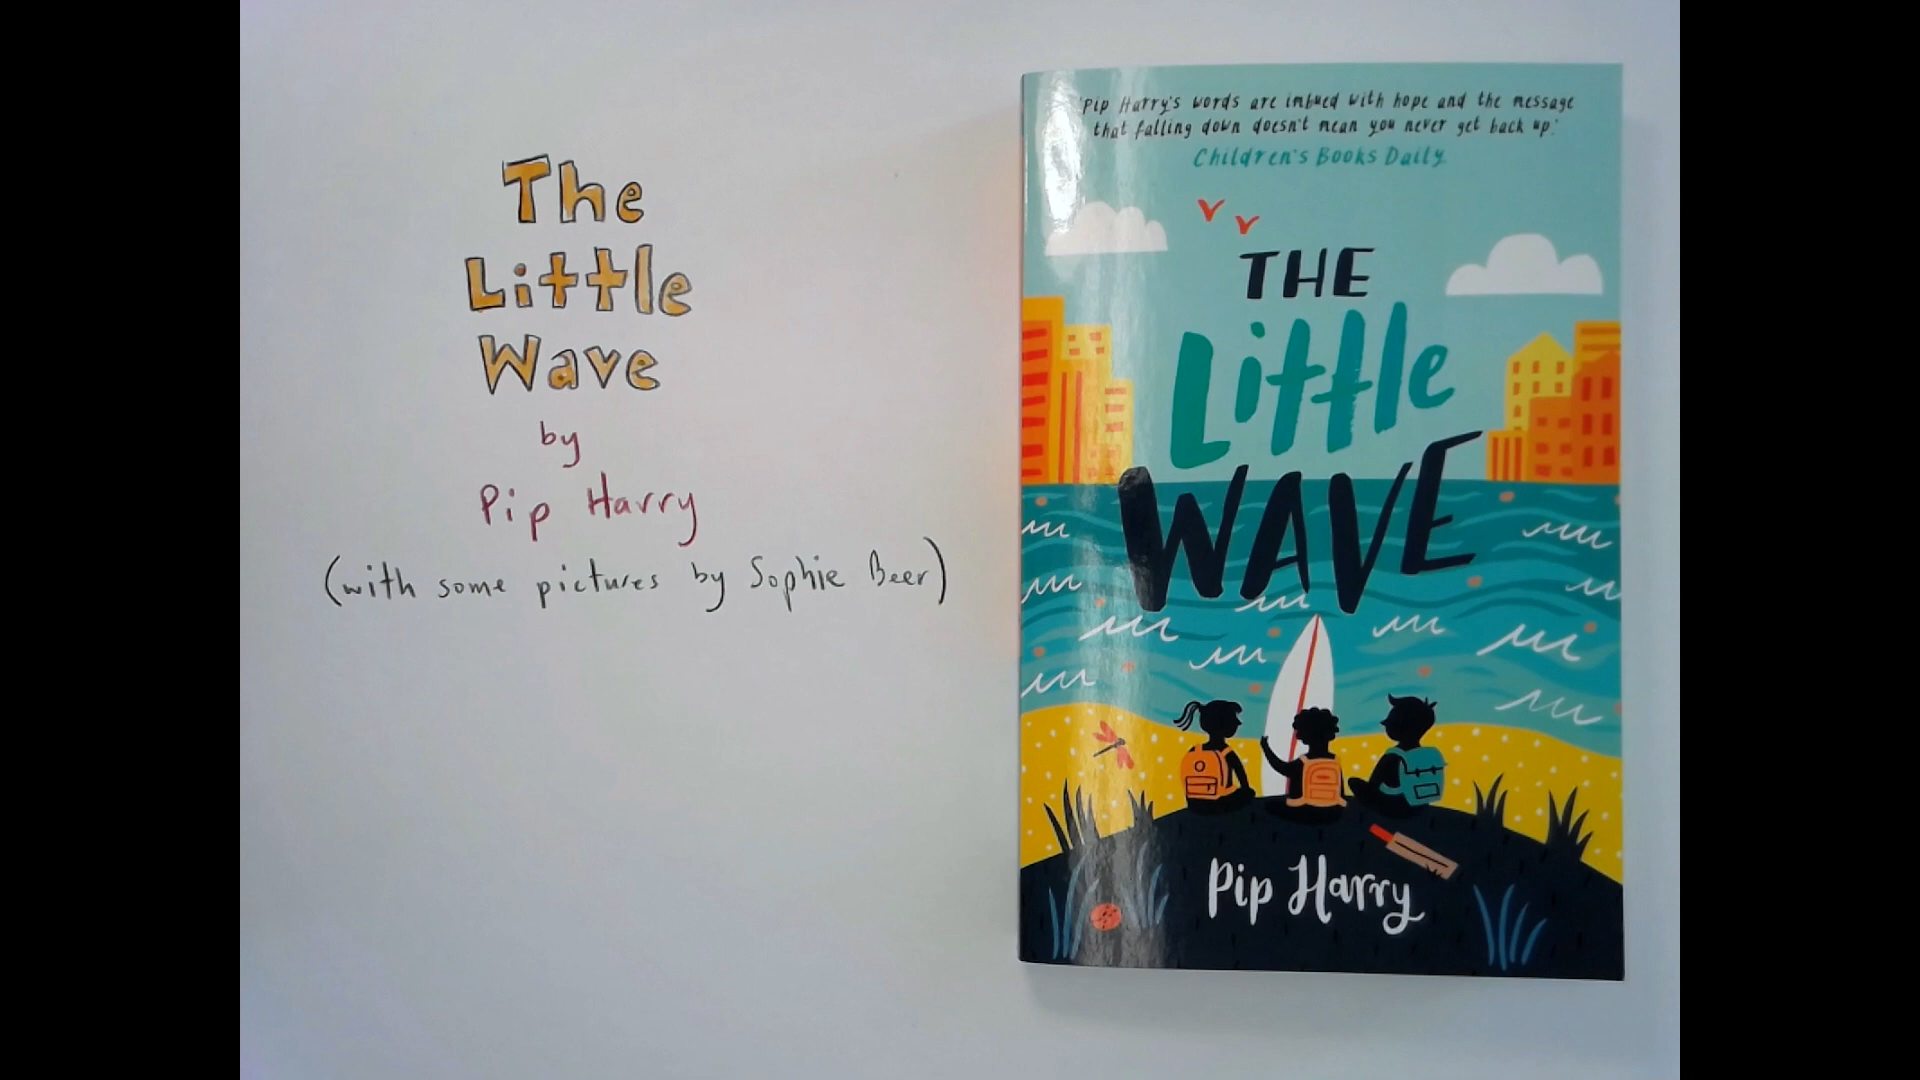 The
Little
Wave
by
Pip Harry
(with some pictures by Sophie Beer)
'Pip Harry's words are imbued with hope and the message
that falling down doesn't mean you never get back up.'
Children's Books Daily
THE
Little
WAVE
Pip Harry